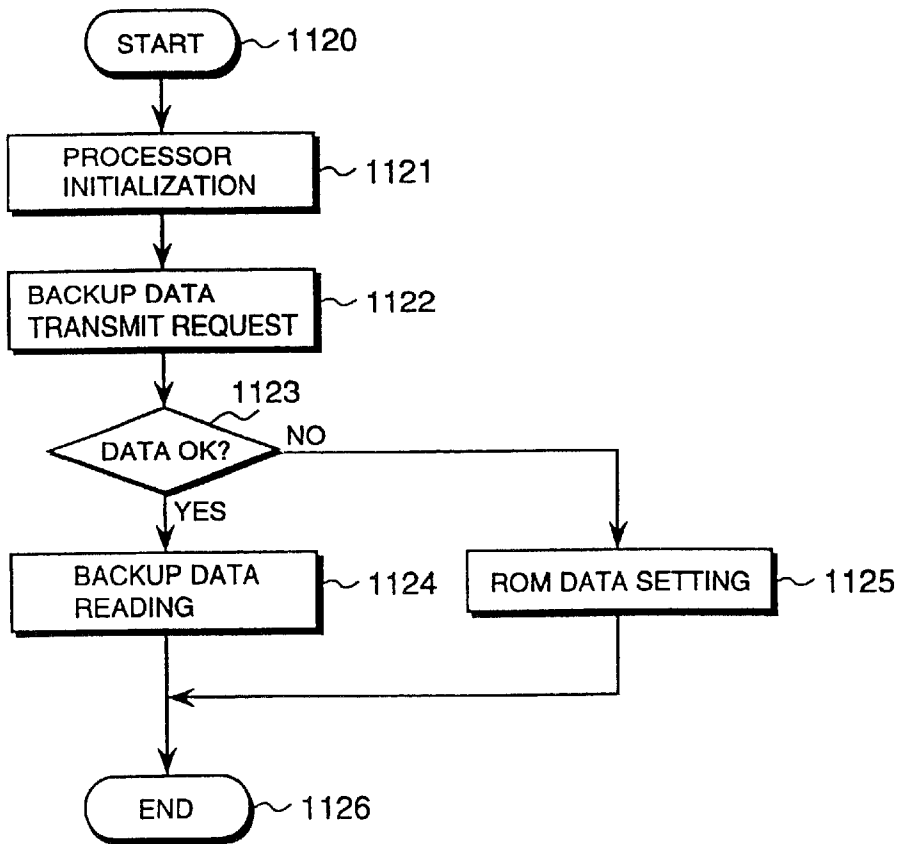 START
1120
PROCESSOR
INITIALIZATION
1121
BACKUP DATA
TRANSMIT REQUEST
1122
1123
DATA OK?
NO
YES
BACKUP DATA
READING
1124
ROM DATA SETTING
1125
END
1126